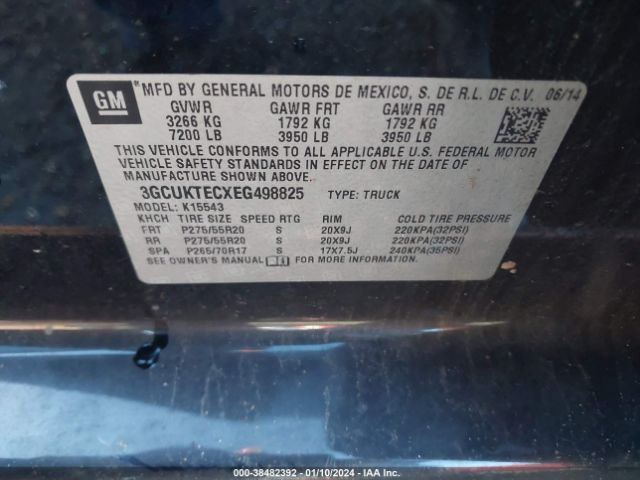 GM
MFD BY GENERAL MOTORS DE MEXICO, S. DE R.L. DE C.V. 06/14
GVWR GAWR FRT GAWR RR
3266 KG 1792 KG 1792 KG
7200 LB 3950 LB 3950 LB
THIS VEHICLE CONFORMS TO ALL APPLICABLE U.S. FEDERAL MOTOR
VEHICLE SAFETY STANDARDS IN EFFECT ON THE DATE OF
MANUFACTURE SHOWN ABOVE.
3GCUKTECXEG498825 TYPE: TRUCK
MODEL: K15543
KHCH TIRE SIZE SPEED RTG RIM COLD TIRE PRESSURE
FRT P275/55R20 S 20X9J 220KPA(32PSI)
RR P275/55R20 S 20X9J 220KPA(32PSI)
SPA P265/70R17 S 17X7.5J 240KPA(35PSI)
SEE OWNER'S MANUAL FOR MORE INFORMATION.
000-38482392 - 01/10/2024 - IAA Inc.